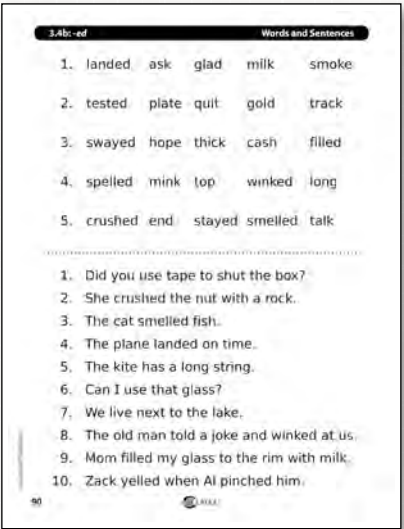 3.4b: -ed Words and Sentences
1. landed ask glad milk smoke
2. tested plate quit gold track
3. swayed hope thick cash filled
4. spelled mink top winked long
5. crushed end stayed smelled talk
1. Did you use tape to shut the box?
2. She crushed the nut with a rock.
3. The cat smelled fish.
4. The plane landed on time.
5. The kite has a long string.
6. Can I use that glass?
7. We live next to the lake.
8. The old man told a joke and winked at us.
9. Mom filled my glass to the rim with milk.
10. Zack yelled when Al pinched him.
90